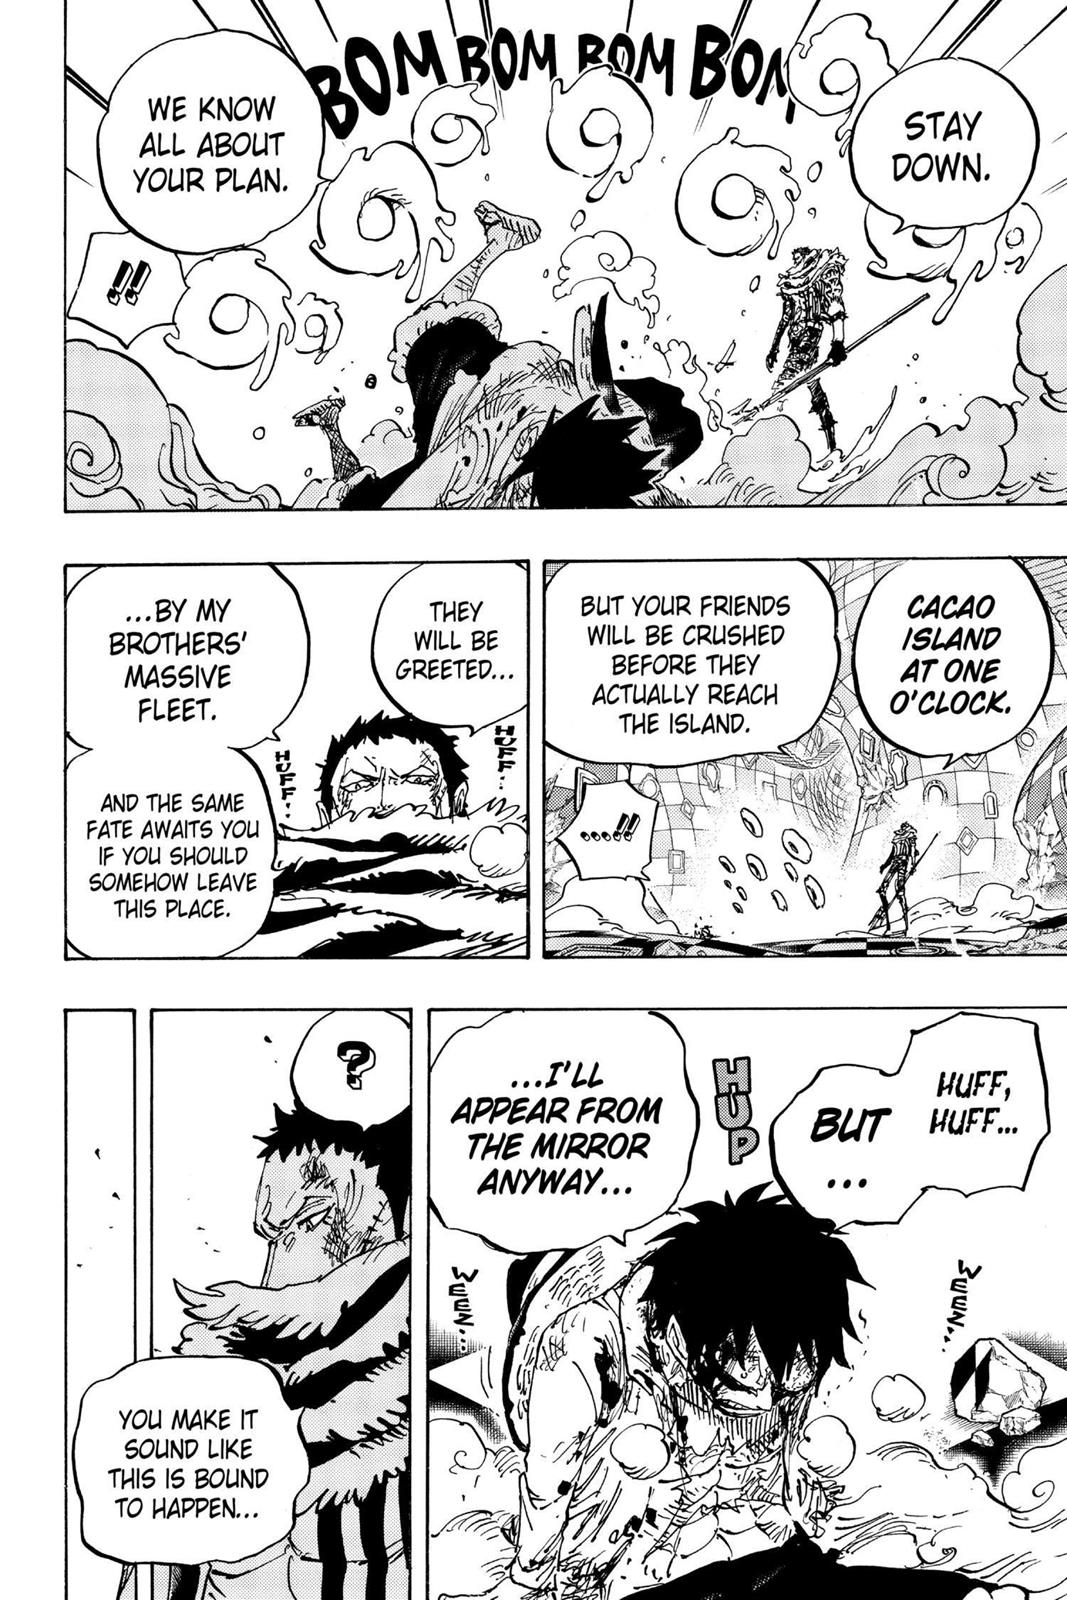 BOM BOM BOM BOM
STAY
DOWN.
WE KNOW
ALL ABOUT
YOUR PLAN.
!!
CACAO
ISLAND
AT ONE
O'CLOCK.
BUT YOUR FRIENDS
WILL BE CRUSHED
BEFORE THEY
ACTUALLY REACH
THE ISLAND.
...!!
THEY
WILL BE
GREETED...
HUFF..
...BY MY
BROTHERS'
MASSIVE
FLEET.
HUFF..
AND THE SAME
FATE AWAITS YOU
IF YOU SHOULD
SOMEHOW LEAVE
THIS PLACE.
HUFF,
HUFF...
BUT
...
HUP
...I'LL
APPEAR FROM
THE MIRROR
ANYWAY...
WEEZ...
WEEZ...
?
YOU MAKE IT
SOUND LIKE
THIS IS BOUND
TO HAPPEN...